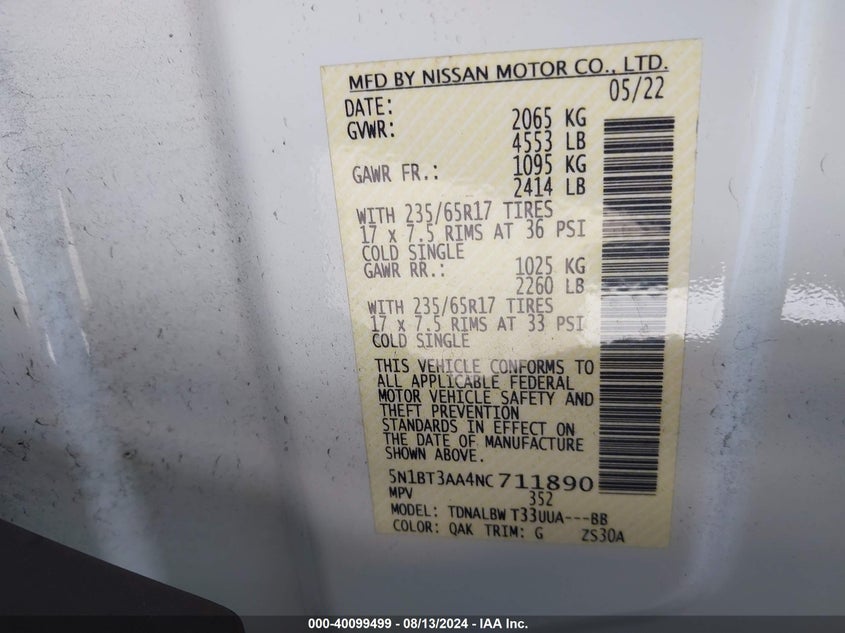 MFD BY NISSAN MOTOR CO., LTD.
DATE: 05/22
GVWR: 2065 KG
4553 LB
GAWR FR.: 1095 KG
2414 LB
WITH 235/65R17 TIRES
17 x 7.5 RIMS AT 36 PSI
COLD SINGLE
GAWR RR.: 1025 KG
2260 LB
WITH 235/65R17 TIRES
17 x 7.5 RIMS AT 33 PSI
COLD SINGLE
THIS VEHICLE CONFORMS TO
ALL APPLICABLE FEDERAL
MOTOR VEHICLE SAFETY AND
THEFT PREVENTION
STANDARDS IN EFFECT ON
THE DATE OF MANUFACTURE
SHOWN ABOVE.
5N1BT3AA4NC 711890
MPV 352
MODEL: TDNALBW T33UUA---BB
COLOR: QAK TRIM: G ZS30A
000-40099499 - 08/13/2024 - IAA Inc.